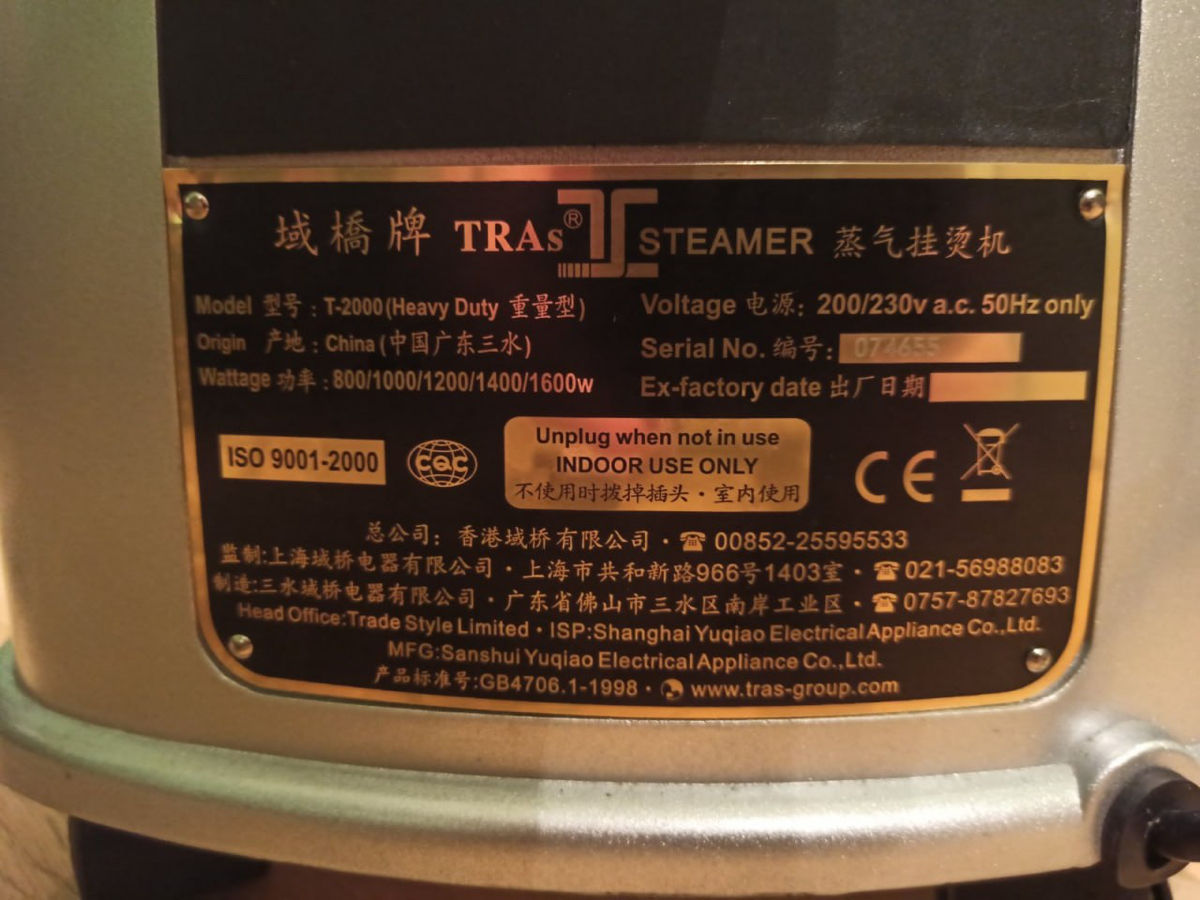 域橋牌 TRAs® STEAMER 蒸气挂烫机
Model 型号：T-2000(Heavy Duty 重量型)
Voltage 电源：200/230v a.c. 50Hz only
Origin 产地：China(中国广东三水)
Serial No. 编号：074655
Wattage 功率：800/1000/1200/1400/1600w
Ex-factory date 出厂日期
ISO 9001-2000
CQC
Unplug when not in use
INDOOR USE ONLY
不使用时拨掉插头·室内使用
CE
总公司：香港域桥有限公司·☎ 00852-25595533
监制:上海域桥电器有限公司·上海市共和新路966号1403室·☎ 021-56988083
制造:三水域桥电器有限公司·广东省佛山市三水区南岸工业区·☎ 0757-87827693
Head Office:Trade Style Limited·ISP:Shanghai Yuqiao Electrical Appliance Co.,Ltd.
MFG:Sanshui Yuqiao Electrical Appliance Co.,Ltd.
产品标准号:GB4706.1-1998·www.tras-group.com